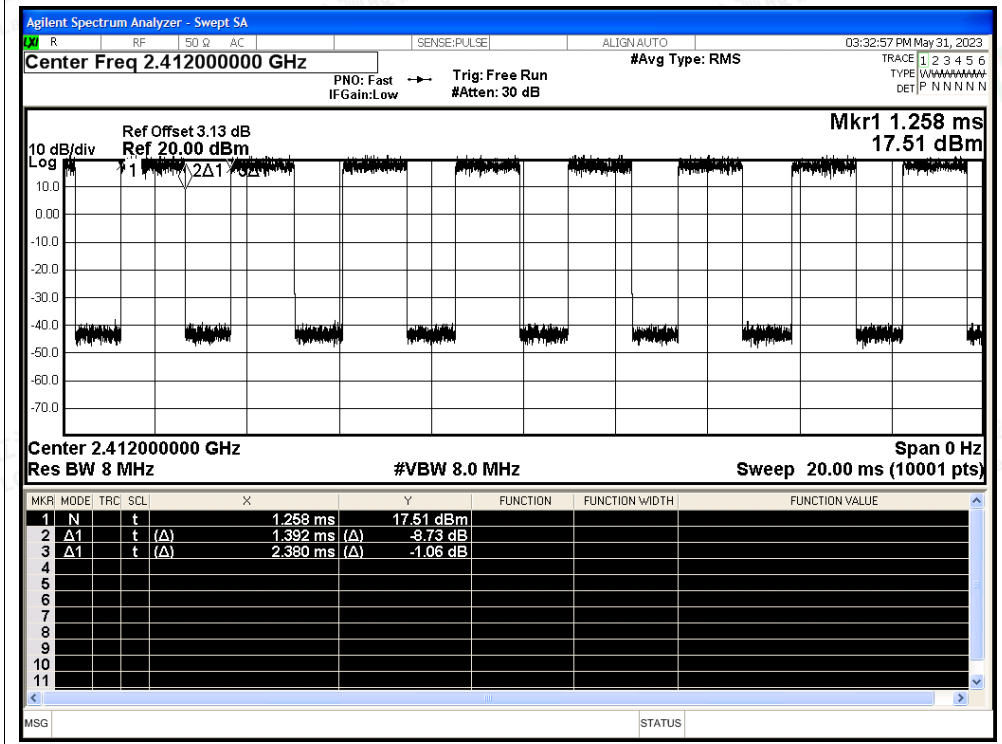 Agilent Spectrum Analyzer - Swept SA
LXI R RF 50 Ω AC SENSE:PULSE ALIGN AUTO 03:32:57 PM May 31, 2023
Center Freq 2.412000000 GHz #Avg Type: RMS TRACE 1 2 3 4 5 6
PNO: Fast Trig: Free Run TYPE
IFGain:Low #Atten: 30 dB DET P N N N N N
Mkr1 1.258 ms
Ref Offset 3.13 dB
10 dB/div Ref 20.00 dBm 17.51 dBm
Log
1 2Δ1 3Δ1
10.0
0.00
-10.0
-20.0
-30.0
-40.0
-50.0
-60.0
-70.0
Center 2.412000000 GHz Span 0 Hz
Res BW 8 MHz #VBW 8.0 MHz Sweep 20.00 ms (10001 pts)
MKR MODE TRC SCL X Y FUNCTION FUNCTION WIDTH FUNCTION VALUE
1 N t 1.258 ms 17.51 dBm
2 Δ1 t (Δ) 1.392 ms (Δ) -8.73 dB
3 Δ1 t (Δ) 2.380 ms (Δ) -1.06 dB
4
5
6
7
8
9
10
11
MSG STATUS